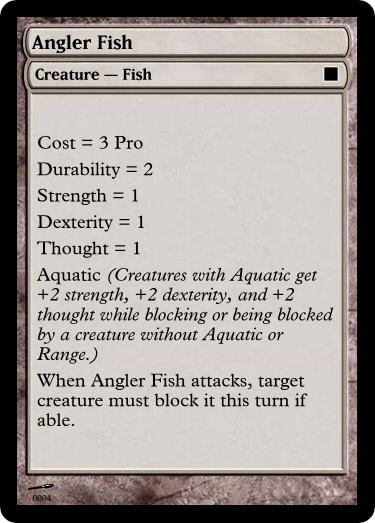 Angler Fish
Creature — Fish
Cost = 3 Pro
Durability = 2
Strength = 1
Dexterity = 1
Thought = 1
Aquatic (Creatures with Aquatic get
+2 strength, +2 dexterity, and +2
thought while blocking or being blocked
by a creature without Aquatic or
Range.)
When Angler Fish attacks, target
creature must block it this turn if
able.
0004